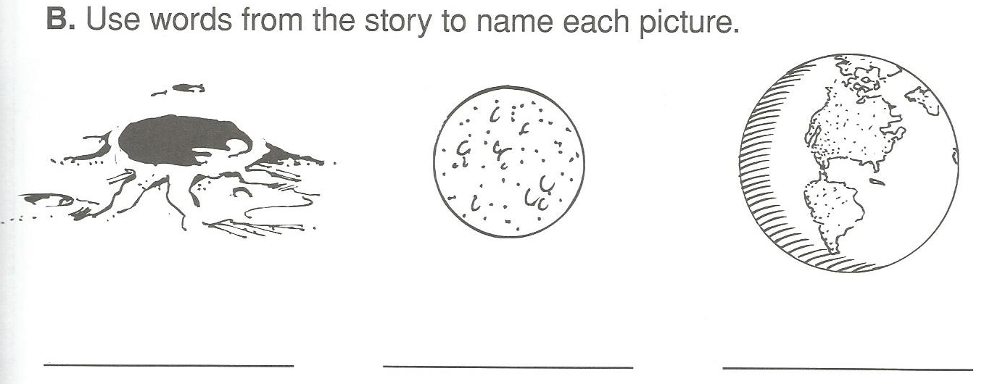 B. Use words from the story to name each picture.